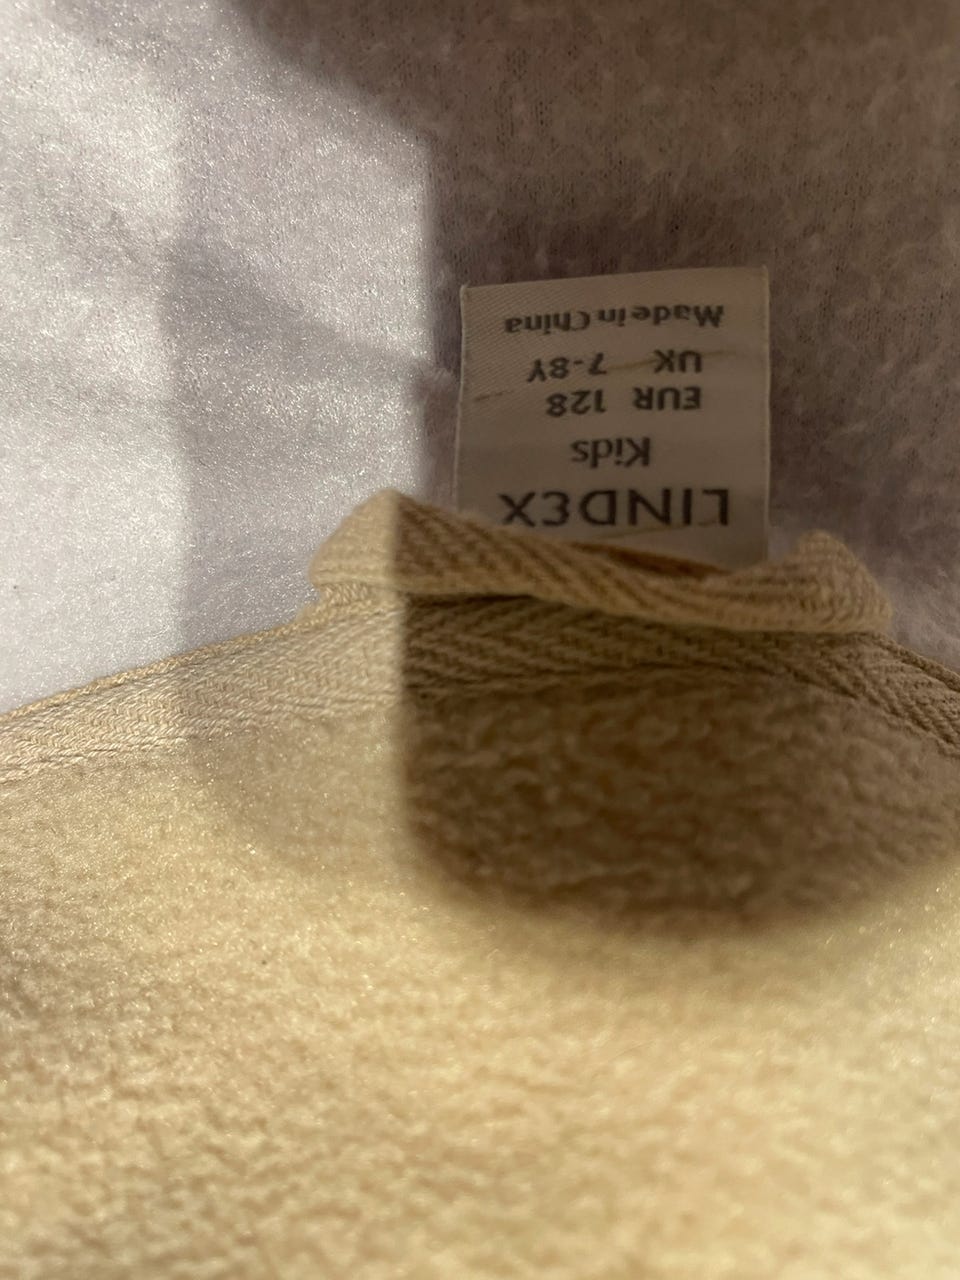 LINDEX
Kids
EUR 128
UK 7-8Y
Made in China